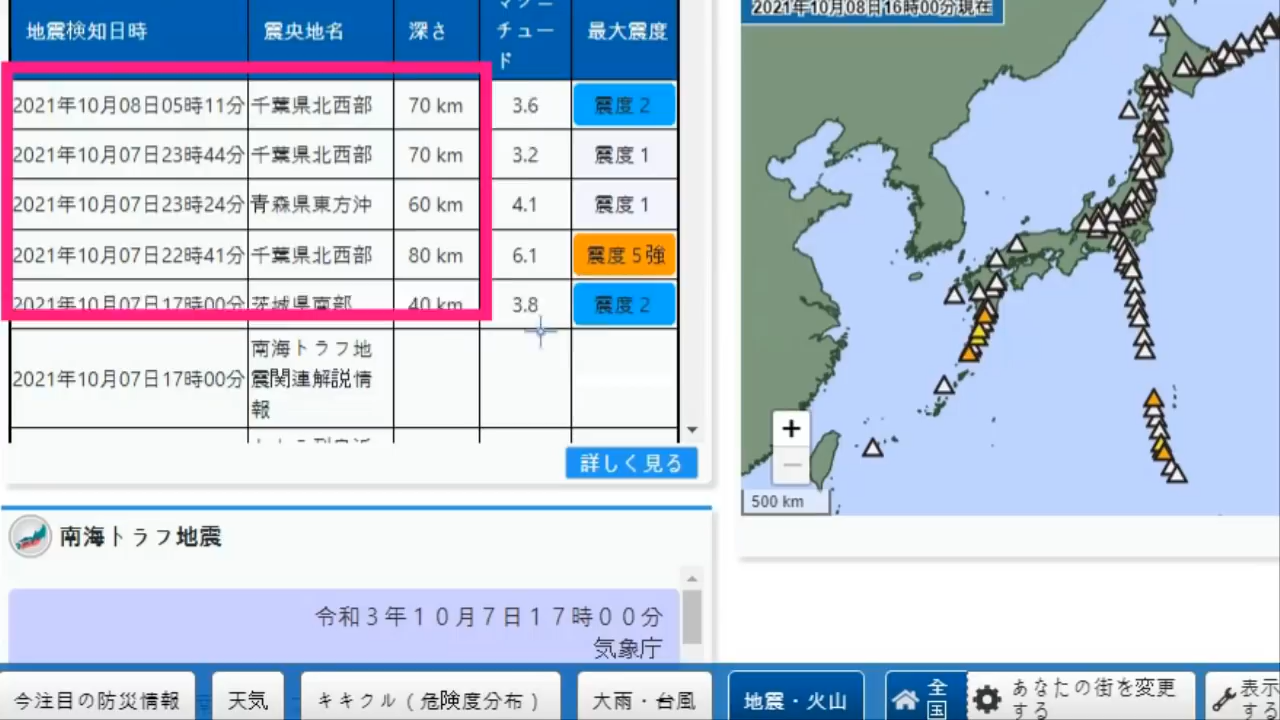 地震検知日時 震央地名 深さ マグニチュード 最大震度
2021年10月08日05時11分 千葉県北西部 70 km 3.6 震度２
2021年10月07日23時44分 千葉県北西部 70 km 3.2 震度１
2021年10月07日23時24分 青森県東方沖 60 km 4.1 震度１
2021年10月07日22時41分 千葉県北西部 80 km 6.1 震度５強
2021年10月07日17時00分 茨城県南部 40 km 3.8 震度２
2021年10月07日17時00分 南海トラフ地
震関連解説情
報
詳しく見る
2021年10月08日16時00分現在
+
−
500 km
南海トラフ地震
令和３年１０月７日１７時００分
気象庁
今注目の防災情報
天気
キキクル（危険度分布）
大雨・台風
地震・火山
全
国
あなたの街を変更
する
表示
する